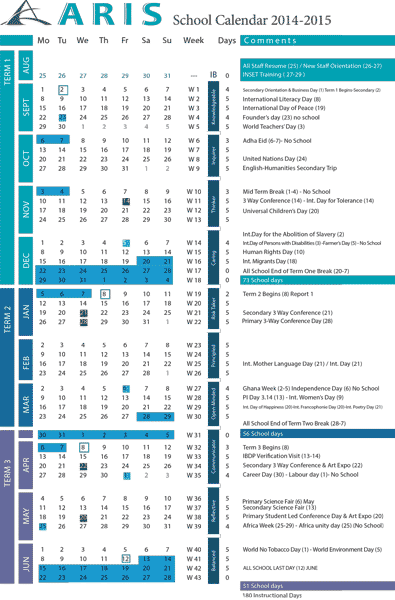 ARIS School Calendar 2014-2015
Mo Tu We Th Fr Sa Su Week Days Comments
TERM 1
AUG
All Staff Resume (25) / New Staff Orientation (26-27)
25 26 27 28 29 30 31 --- IB 0 INSET Training ( 27-29 )
SEPT
Knowledgeable
1 2 3 4 5 6 7 W 1 4 Secondary Orientation & Business Day (1) Term 1 Begins Secondary (2)
8 9 10 11 12 13 14 W 2 5 International Literacy Day (8)
15 16 17 18 19 20 21 W 3 5 International Day of Peace (19)
22 23 24 25 26 27 28 W 4 4 Founder's day (23) no school
29 30 1 2 3 4 5 W 5 5 World Teachers' Day (3)
OCT
Inquirer
6 7 8 9 10 11 12 W 6 3 Adha Eid (6-7)- No School
13 14 15 16 17 18 19 W 7 5
20 21 22 23 24 25 26 W 8 5 United Nations (24)
27 28 29 30 31 1 2 W 9 5 English-Humanities Secondary Trip
NOV
Thinker
3 4 5 6 7 8 9 W 10 3 Mid Term Break (1-4) - No School
10 11 12 13 14 15 16 W 11 5 3 Way Conference (14) - Int. Day for Tolerance (14)
17 18 19 20 21 22 23 W 12 5 Universal Children's Day (20)
24 25 26 27 28 29 30 W 13 5
DEC
Caring
Int.Day for the Abolition of Slavery (2)
1 2 3 4 5 6 7 W 14 4 Int.Day of Persons with Disabilities (3)-Farmer's Day (5) - No School
8 9 10 11 12 13 14 W 15 5 Human Rights Day (10)
15 16 17 18 19 20 21 W 16 5 Int. Migrants Day (18)
22 23 24 25 26 27 28 W 17 0 All School End of Term One Break (20-7)
29 30 31 1 2 3 4 W 18 0 73 School days
TERM 2
JAN
Risk Taker
5 6 7 8 9 10 11 W 19 2 Term 2 Begins (8) Report 1
12 13 14 15 16 17 18 W 20 5
19 20 21 22 23 24 25 W 21 5 Secondary 3 Way Conference (21)
26 27 28 29 30 31 1 W 22 5 Primary 3-Way Conference Day (28)
FEB
Principled
2 3 4 5 6 7 8 W 23 5
9 10 11 12 13 14 15 W 24 5
16 17 18 19 20 21 22 W 25 5 Int. Mother Language Day (21) / Int. Day (21)
23 24 25 26 27 28 1 W 26 5
MAR
Open-Minded
2 3 4 5 6 7 8 W 27 4 Ghana Week (2-5) Independence Day (6) No School
9 10 11 12 13 14 15 W 28 5 PI Day 3.14 (13) - Int. Women's Day (9)
16 17 18 19 20 21 22 W 29 5 Int. Day of Happiness (20)-Int. Francophonie Day (20)-Int. Poetry Day (21)
23 24 25 26 27 28 29 W 30 5
All School End of Term Two Break (28-7)
30 31 1 2 3 4 5 W 31 0 56 School days
TERM 3
APR
Communicator
6 7 8 9 10 11 12 W 32 3 Term 3 Begins (8)
13 14 15 16 17 18 19 W 33 5 IBDP Verification Visit (13-14)
20 21 22 23 24 25 26 W 34 5 Secondary 3 Way Conference & Art Expo (22)
27 28 29 30 1 2 3 W 35 4 Career Day (30) - Labour day (1)- No School
MAY
Reflective
4 5 6 7 8 9 10 W 36 5 Primary Science Fair (6) May
11 12 13 14 15 16 17 W 37 5 Secondary Science Fair (13)
18 19 20 21 22 23 24 W 38 5 Primary Student Led Conference Day & Art Expo (20)
25 26 27 28 29 30 31 W 39 4 Africa Week (25-29) - Africa unity day (25) (No School)
JUN
Balanced
1 2 3 4 5 6 7 W 40 5 World No Tobacco Day (1) - World Environment Day (5)
8 9 10 11 12 13 14 W 41 5
15 16 17 18 19 20 21 W 42 5 ALL SCHOOL LAST DAY (12) JUNE
22 23 24 25 26 27 28 W 43 0
51 School days
180 Instructional Days